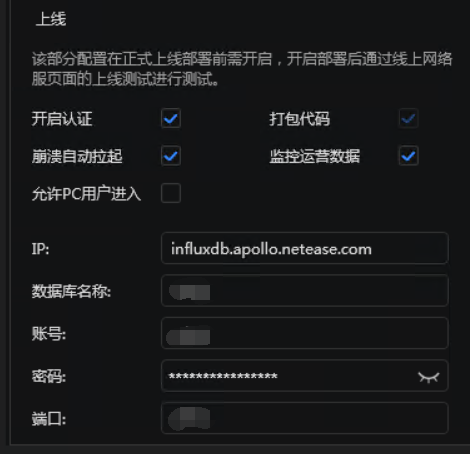 上线
该部分配置在正式上线部署前需开启，开启部署后通过线上网络
服页面的上线测试进行测试。
开启认证 打包代码
崩溃自动拉起 监控运营数据
允许PC用户进入
IP: influxdb.apollo.netease.com
数据库名称:
账号:
密码: ****************
端口: